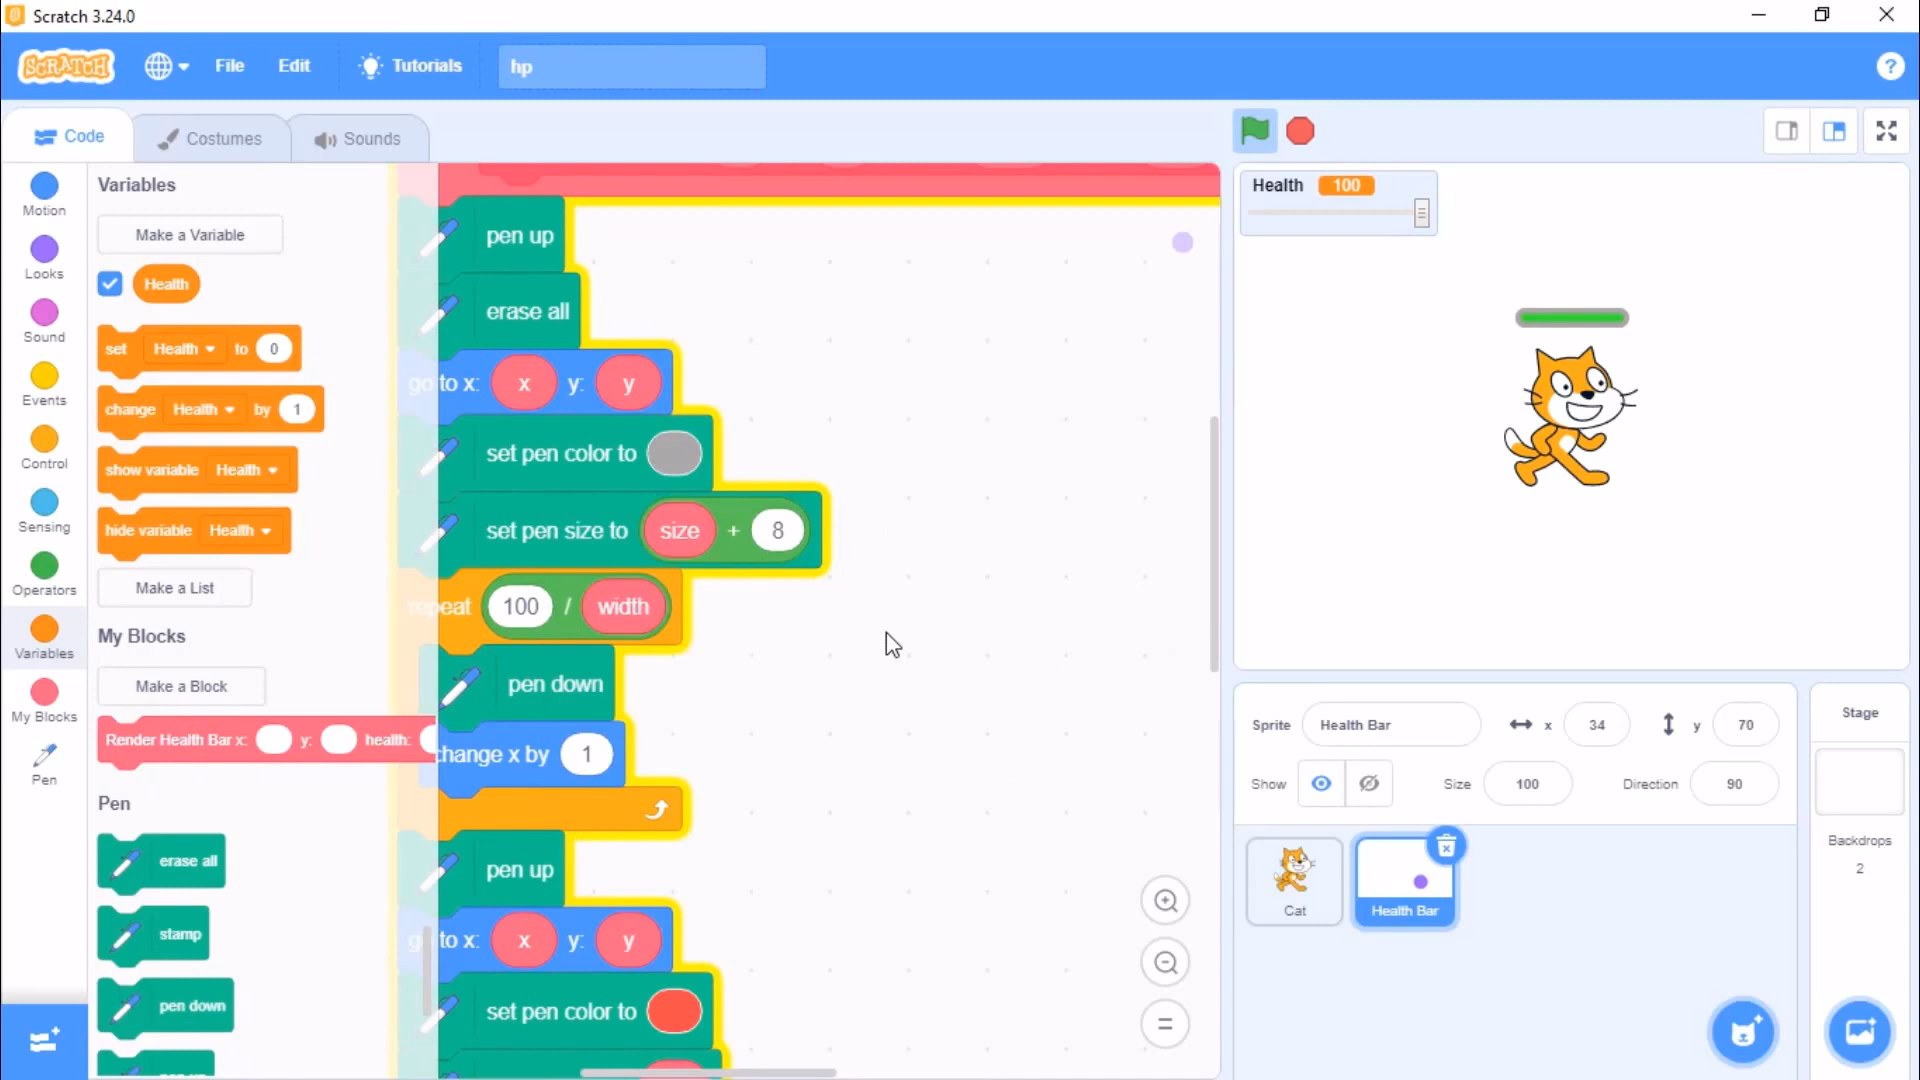 Scratch 3.24.0
SCRATCH
File
Edit
Tutorials
hp
Code
Costumes
Sounds
Motion
Looks
Sound
Events
Control
Sensing
Operators
Variables
My Blocks
Pen
Variables
Make a Variable
Health
set Health to 0
change Health by 1
show variable Health
hide variable Health
Make a List
My Blocks
Make a Block
Render Health Bar x: y: health:
Pen
erase all
stamp
pen down
pen up
erase all
go to x: x y: y
set pen color to
set pen size to size + 8
repeat 100 / width
pen down
change x by 1
pen up
go to x: x y: y
set pen color to
Health 100
Sprite Health Bar x 34 y 70
Show Size 100 Direction 90
Cat
Health Bar
Stage
Backdrops
2